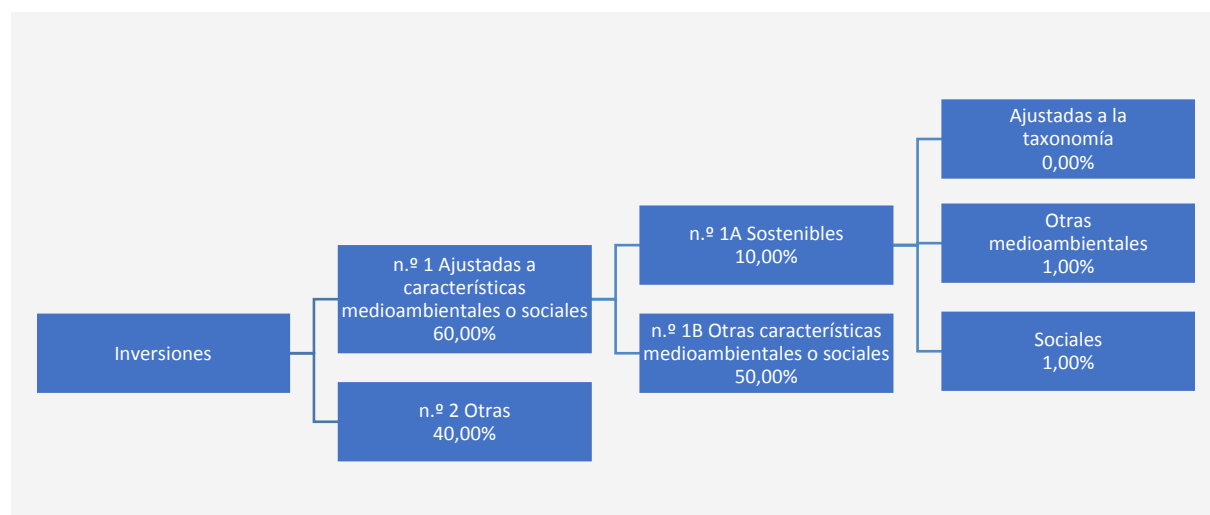 Inversiones
n.º 1 Ajustadas a
características
medioambientales o sociales
60,00%
n.º 2 Otras
40,00%
n.º 1A Sostenibles
10,00%
n.º 1B Otras características
medioambientales o sociales
50,00%
Ajustadas a la
taxonomía
0,00%
Otras
medioambientales
1,00%
Sociales
1,00%